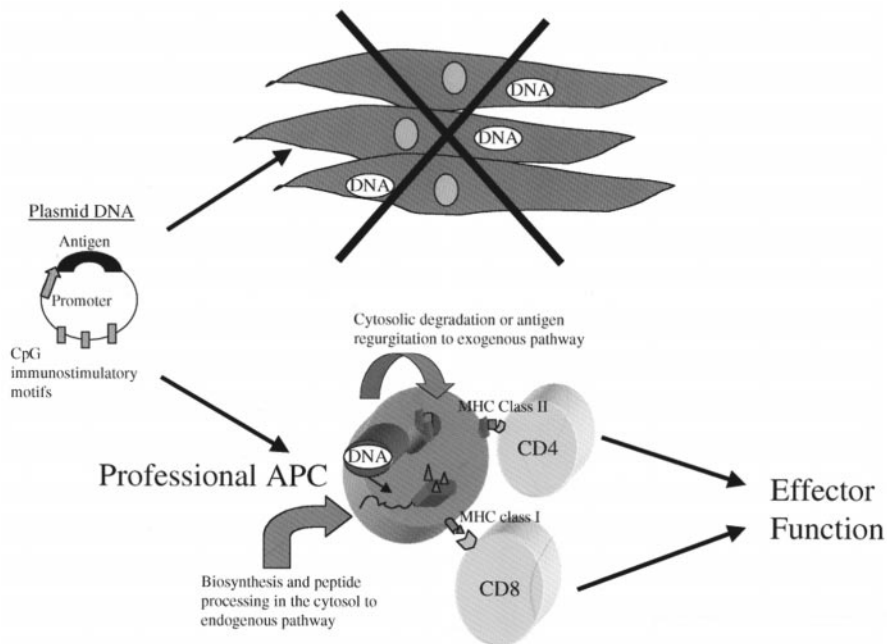 DNA
DNA
DNA
Plasmid DNA
Antigen
Promoter
CpG
immunostimulatory
motifs
Cytosolic degradation or antigen
regurgitation to exogenous pathway
MHC Class II
CD4
DNA
Professional APC
MHC class I
CD8
Effector
Function
Biosynthesis and peptide
processing in the cytosol to
endogenous pathway